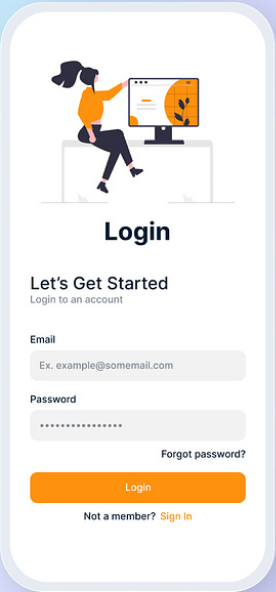 Login
Let's Get Started
Login to an account
Email
Ex. example@somemail.com
Password
••••••••••••••••
Forgot password?
Login
Not a member? Sign In